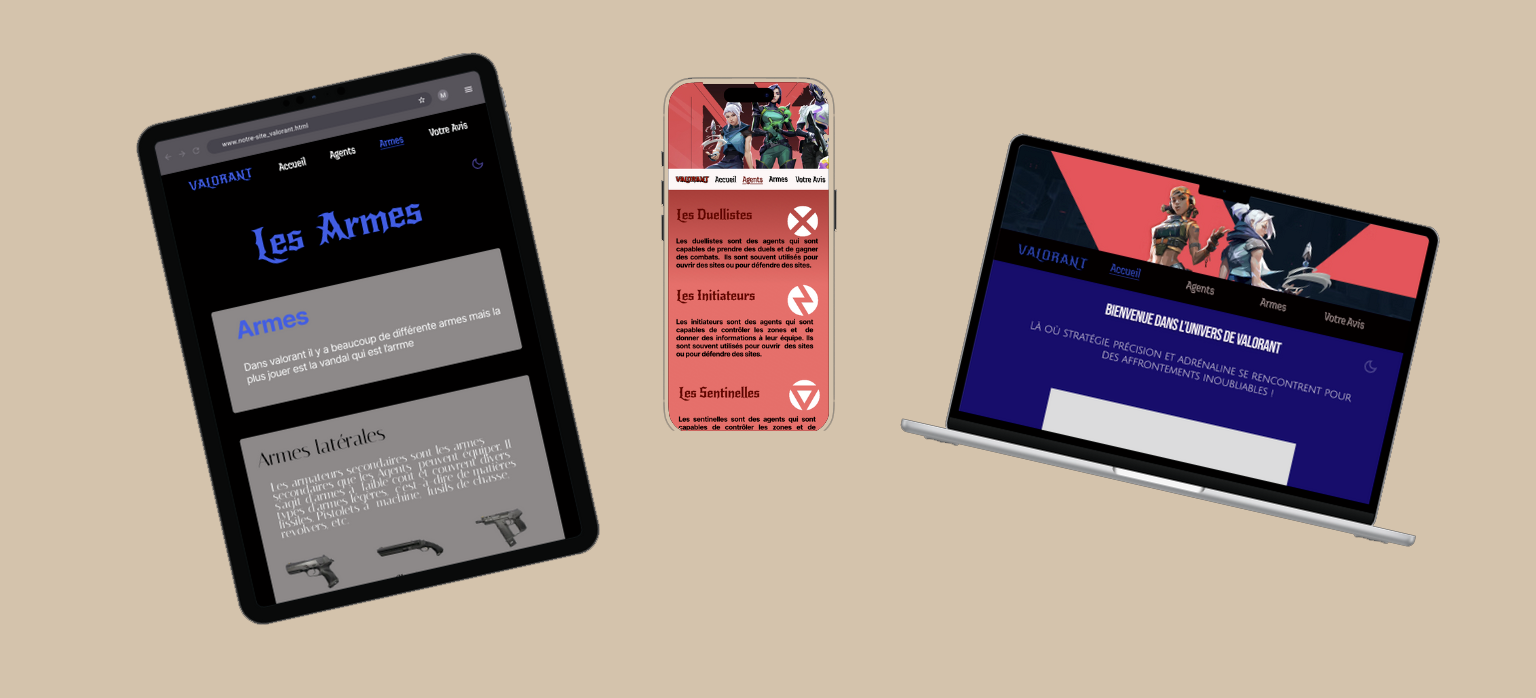 www.notre-site_valorant.html
M
VALORANT
Accueil
Agents
Armes
Votre Avis
Les Armes
Armes
Dans valorant il y a beaucoup de différente armes mais la
plus jouer est la vandal qui est l'arrme
Armes latérales
Les armateurs secondaires sont les armes
secondaires que les Agents peuvent équiper. Il
s'agit d'armes à faible coût et couvrent divers
types d'armes légères, c'est à dire de matières
fissiles, Pistolets à machine, fusils de chasse,
revolvers, etc.
VALORANT
Accueil
Agents
Armes
Votre Avis
Les Duellistes
Les duellistes sont des agents qui sont
capables de prendre des duels et de gagner
des combats. Ils sont souvent utilisés pour
ouvrir des sites ou pour défendre des sites.
Les Initiateurs
Les initiateurs sont des agents qui sont
capables de contrôler les zones et de
donner des informations à leur équipe. Ils
sont souvent utilisés pour ouvrir des sites
ou pour défendre des sites.
Les Sentinelles
Les sentinelles sont des agents qui sont
capables de contrôler les zones et de
VALORANT
Accueil
Agents
Armes
Votre Avis
BIENVENUE DANS L'UNIVERS DE VALORANT
LÀ OÙ STRATÉGIE, PRÉCISION ET ADRÉNALINE SE RENCONTRENT POUR
DES AFFRONTEMENTS INOUBLIABLES !